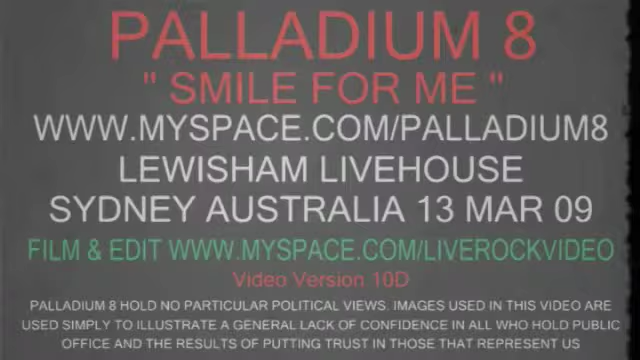 PALLADIUM 8
" SMILE FOR ME "
WWW.MYSPACE.COM/PALLADIUM8
LEWISHAM LIVEHOUSE
SYDNEY AUSTRALIA 13 MAR 09
FILM & EDIT WWW.MYSPACE.COM/LIVEROCKVIDEO
Video Version 10D
PALLADIUM 8 HOLD NO PARTICULAR POLITICAL VIEWS. IMAGES USED IN THIS VIDEO ARE
USED SIMPLY TO ILLUSTRATE A GENERAL LACK OF CONFIDENCE IN ALL WHO HOLD PUBLIC
OFFICE AND THE RESULTS OF PUTTING TRUST IN THOSE THAT REPRESENT US